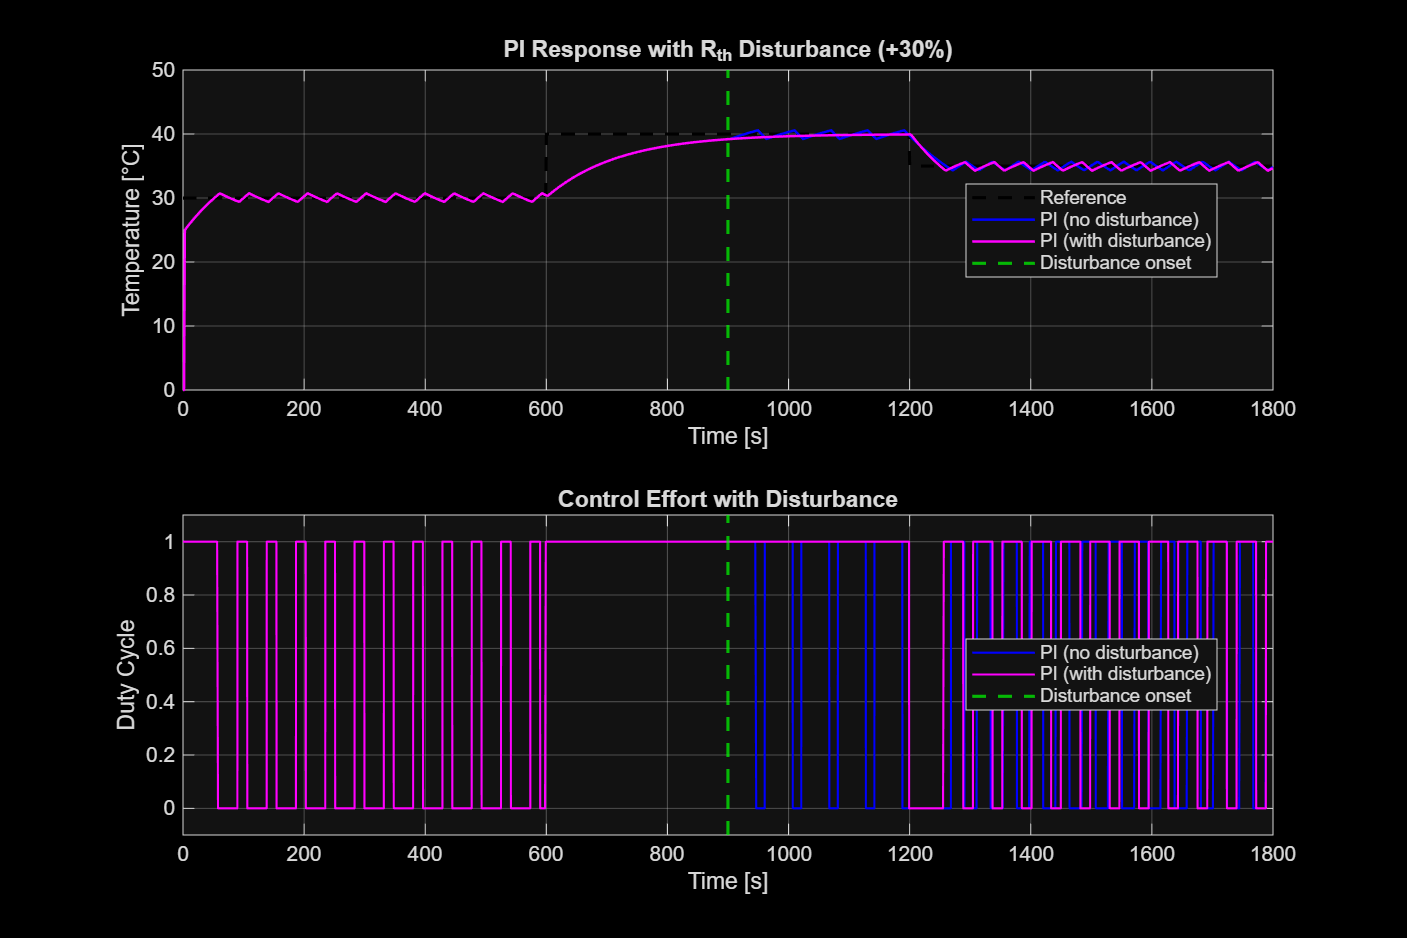 PI Response with Rth Disturbance (+30%)
50
40
30
20
10
0
Temperature [°C]
Reference
PI (no disturbance)
PI (with disturbance)
Disturbance onset
0 200 400 600 800 1000 1200 1400 1600 1800
Time [s]
Control Effort with Disturbance
1
0.8
0.6
0.4
0.2
0
Duty Cycle
PI (no disturbance)
PI (with disturbance)
Disturbance onset
0 200 400 600 800 1000 1200 1400 1600 1800
Time [s]